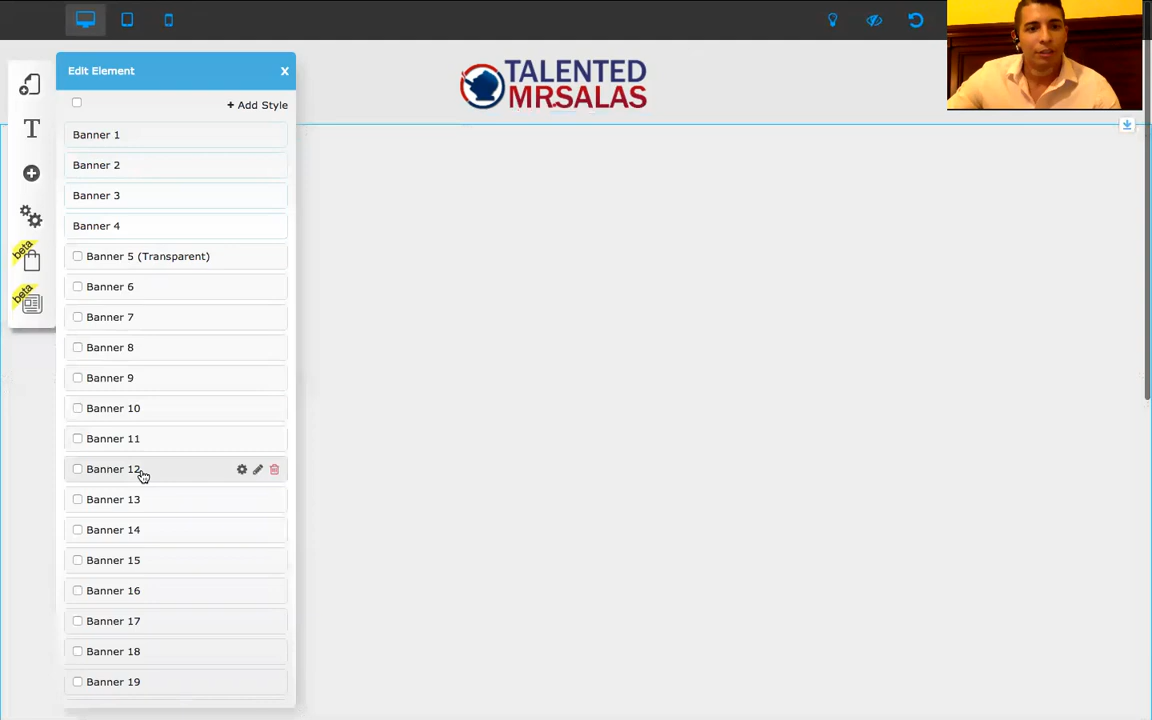 Edit Element
X
+ Add Style
Banner 1
Banner 2
Banner 3
Banner 4
Banner 5 (Transparent)
Banner 6
Banner 7
Banner 8
Banner 9
Banner 10
Banner 11
Banner 12
Banner 13
Banner 14
Banner 15
Banner 16
Banner 17
Banner 18
Banner 19
T
beta
beta
TALENTED
MRSALAS